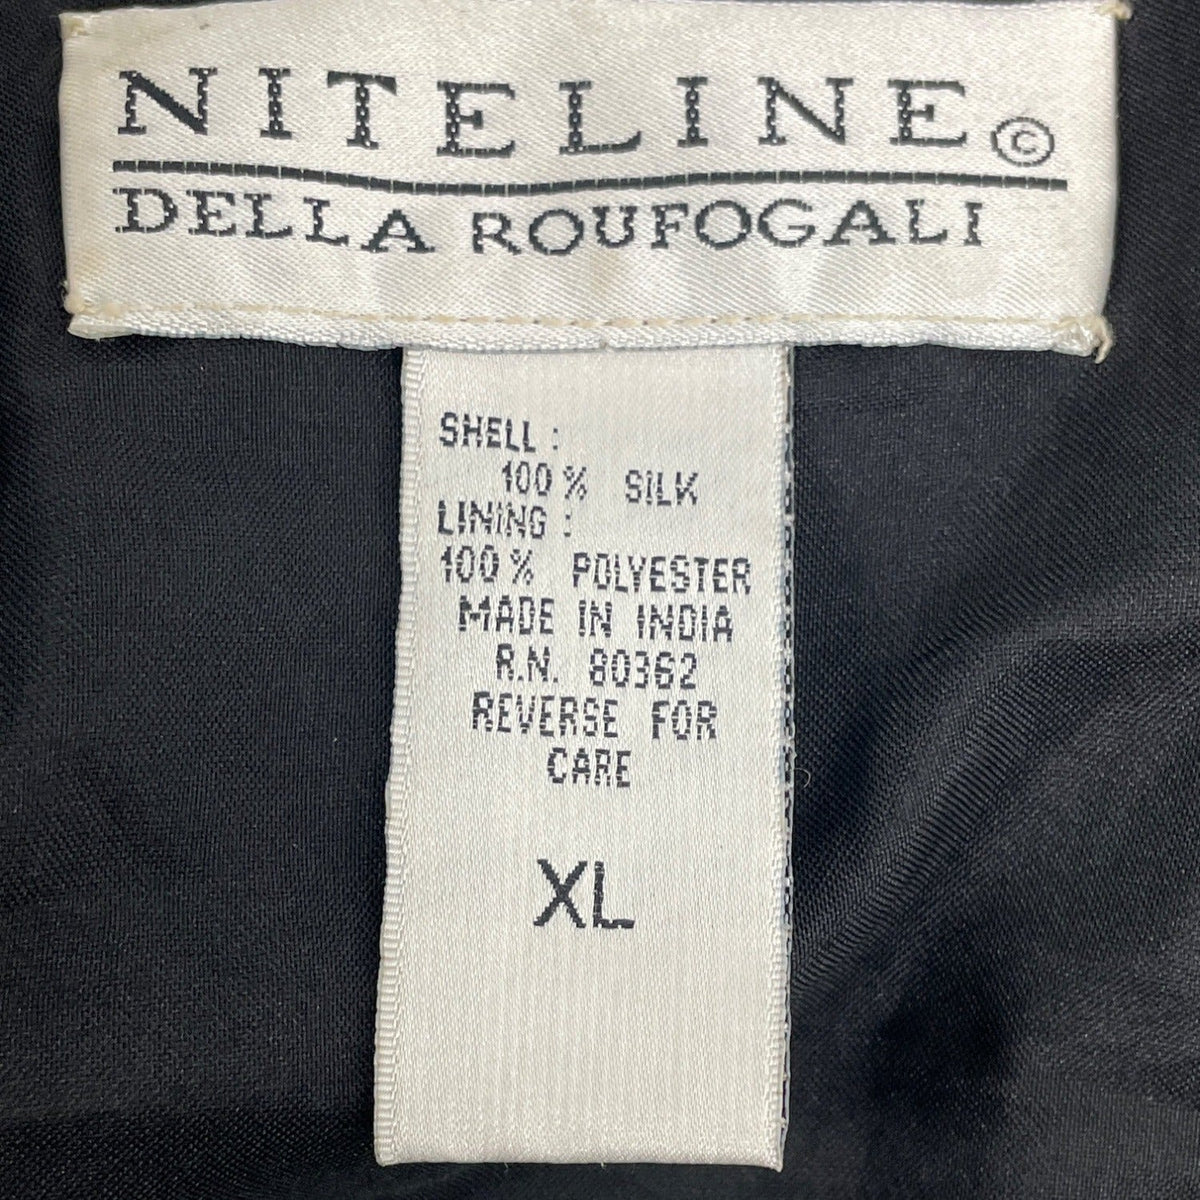 NITELINE©
DELLA ROUFOGALI
SHELL :
100% SILK
LINING :
100% POLYESTER
MADE IN INDIA
R.N. 80362
REVERSE FOR
CARE
XL